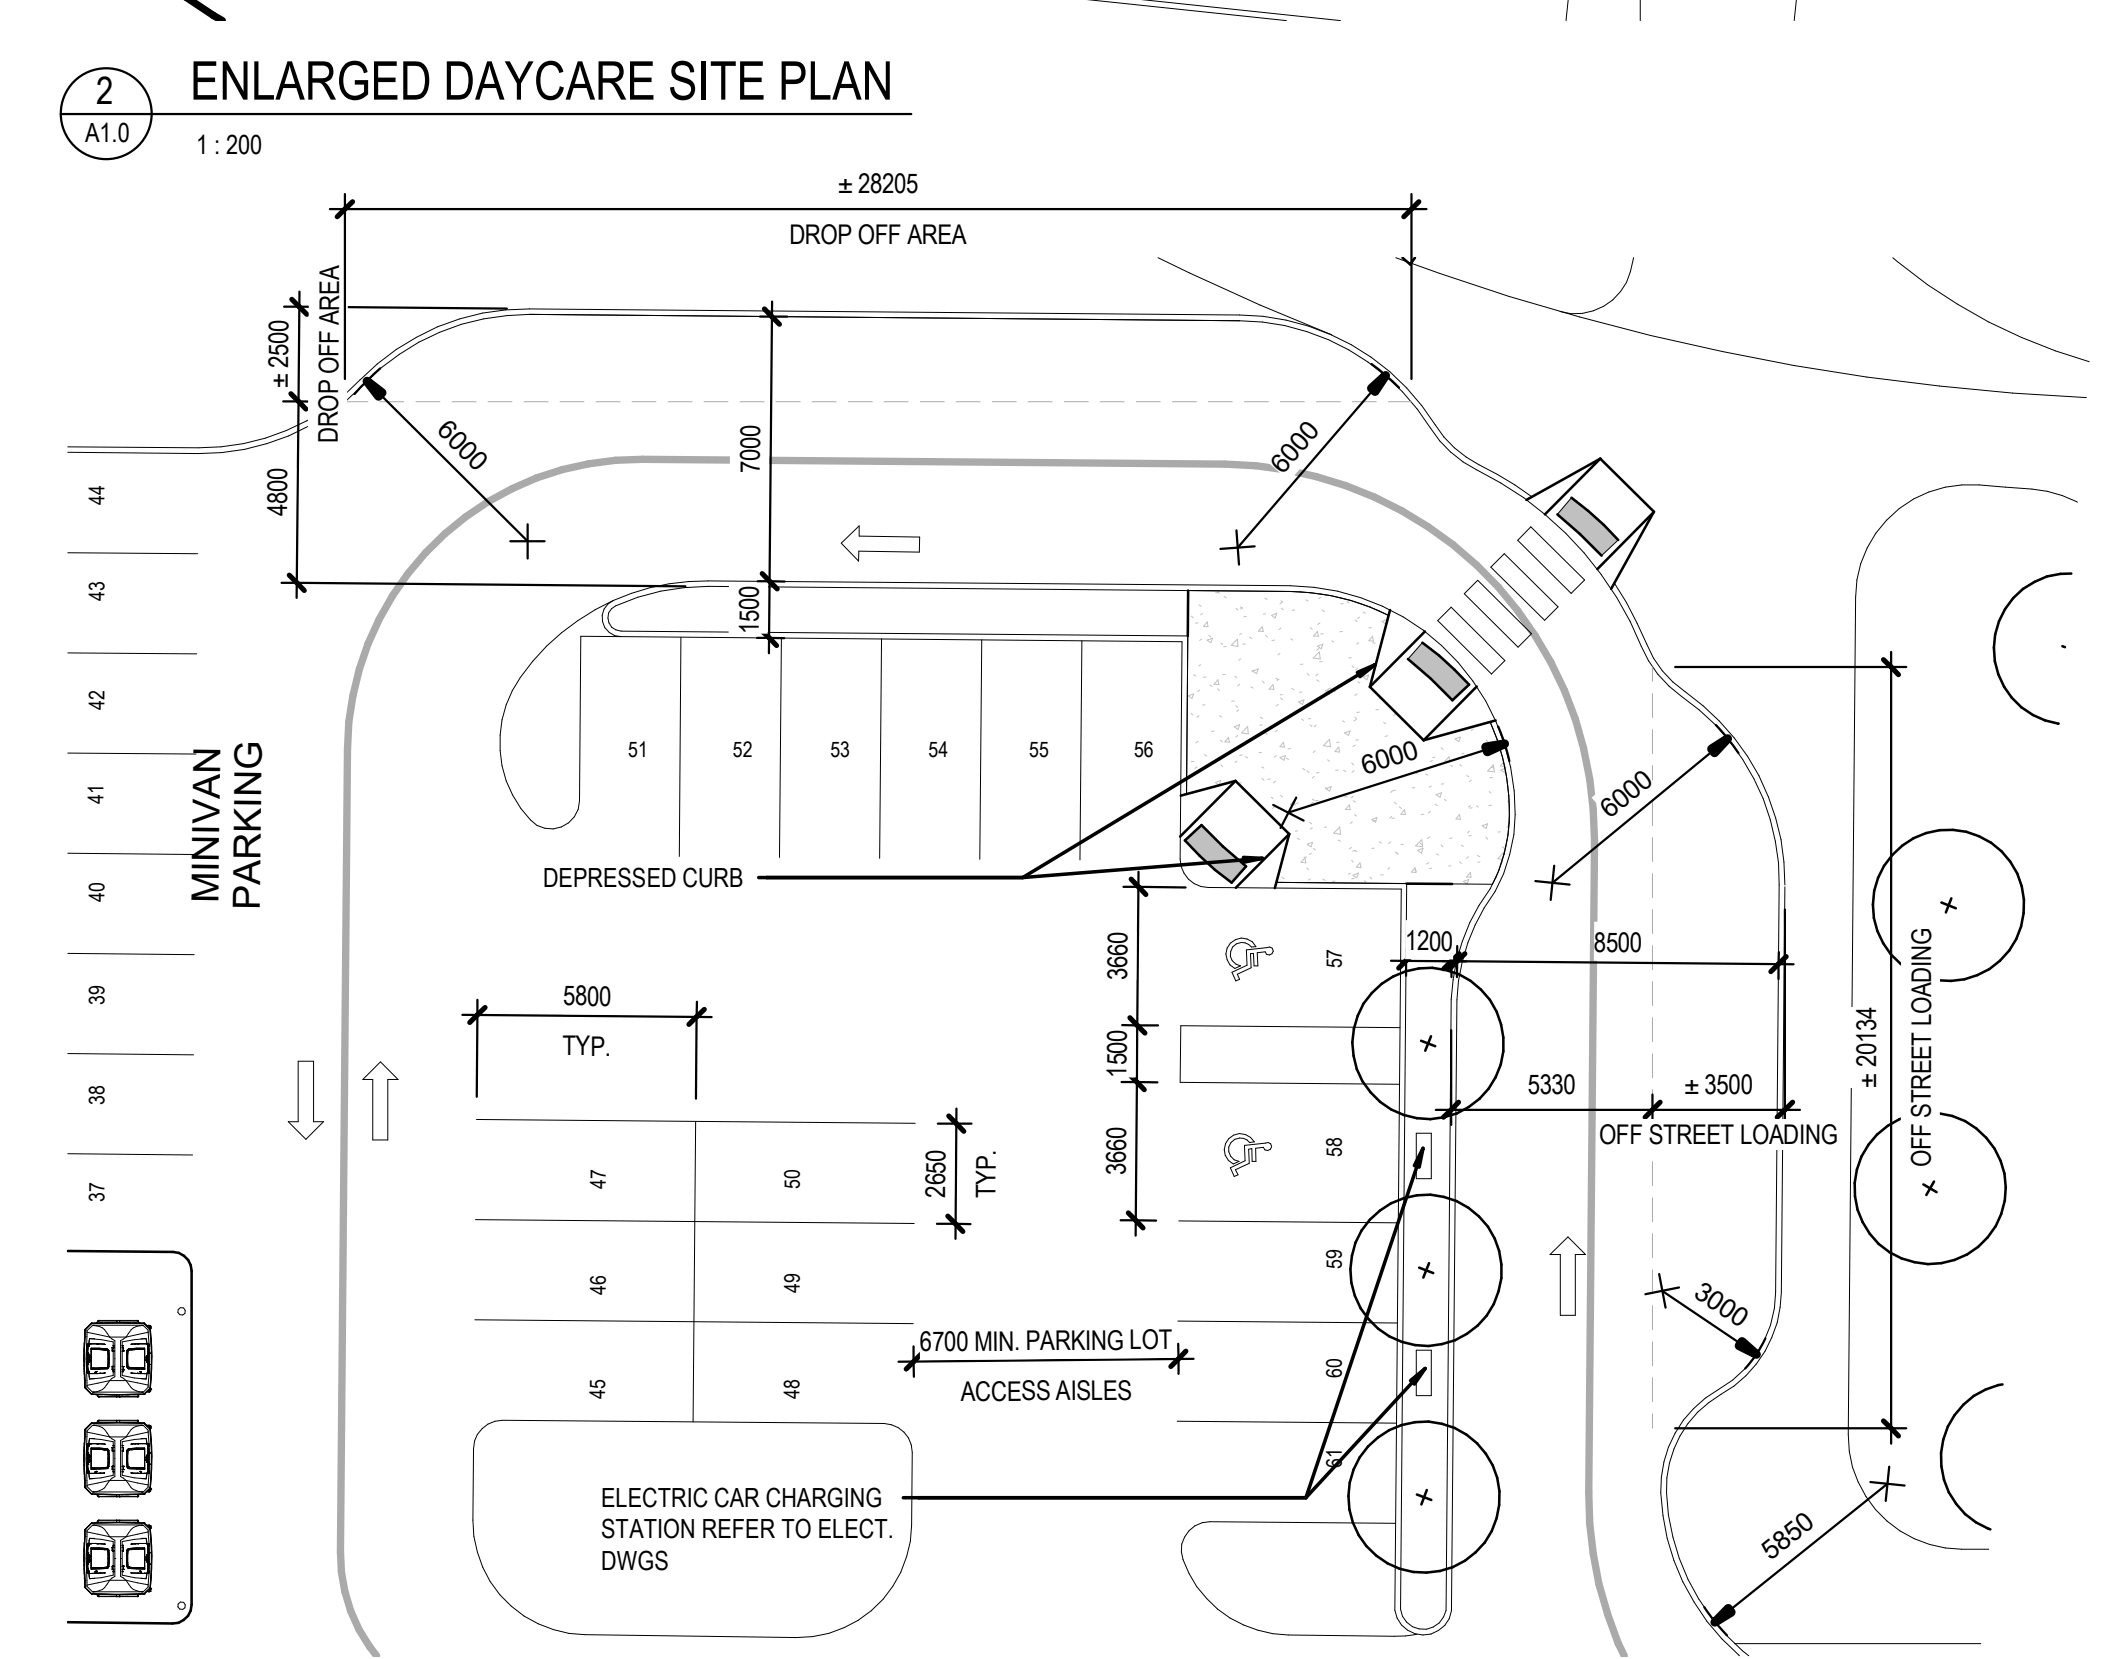 2
A1.0
ENLARGED DAYCARE SITE PLAN
1 : 200
± 28205
DROP OFF AREA
± 2500
DROP OFF AREA
4800
6000
7000
6000
1500
44
43
42
41
40
39
38
37
MINIVAN
PARKING
51
52
53
54
55
56
6000
6000
DEPRESSED CURB
3660
57
1200
8500
5800
TYP.
1500
± 20134
OFF STREET LOADING
5330
± 3500
OFF STREET LOADING
3660
58
2650
TYP.
47
50
46
49
59
3000
6700 MIN. PARKING LOT
ACCESS AISLES
45
48
60
61
ELECTRIC CAR CHARGING
STATION REFER TO ELECT.
DWGS
5850